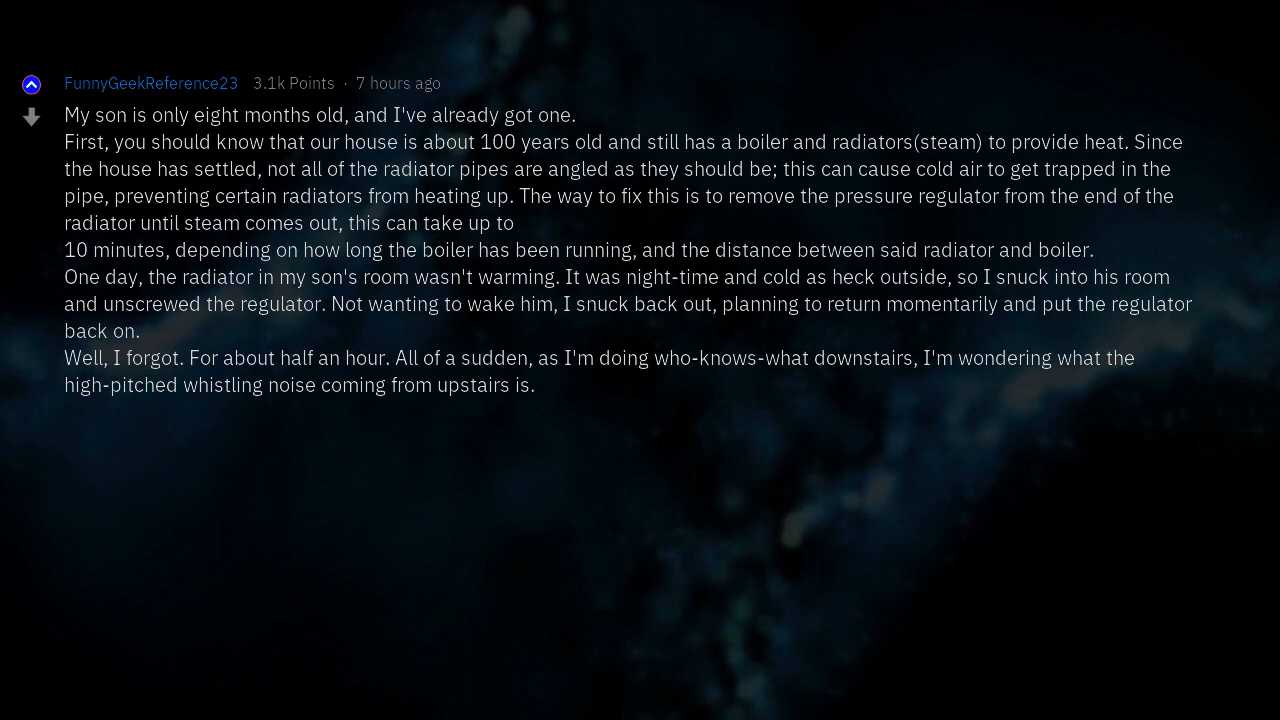 FunnyGeekReference23 3.1k Points · 7 hours ago
My son is only eight months old, and I've already got one.
First, you should know that our house is about 100 years old and still has a boiler and radiators(steam) to provide heat. Since
the house has settled, not all of the radiator pipes are angled as they should be; this can cause cold air to get trapped in the
pipe, preventing certain radiators from heating up. The way to fix this is to remove the pressure regulator from the end of the
radiator until steam comes out, this can take up to
10 minutes, depending on how long the boiler has been running, and the distance between said radiator and boiler.
One day, the radiator in my son's room wasn't warming. It was night-time and cold as heck outside, so I snuck into his room
and unscrewed the regulator. Not wanting to wake him, I snuck back out, planning to return momentarily and put the regulator
back on.
Well, I forgot. For about half an hour. All of a sudden, as I'm doing who-knows-what downstairs, I'm wondering what the
high-pitched whistling noise coming from upstairs is.